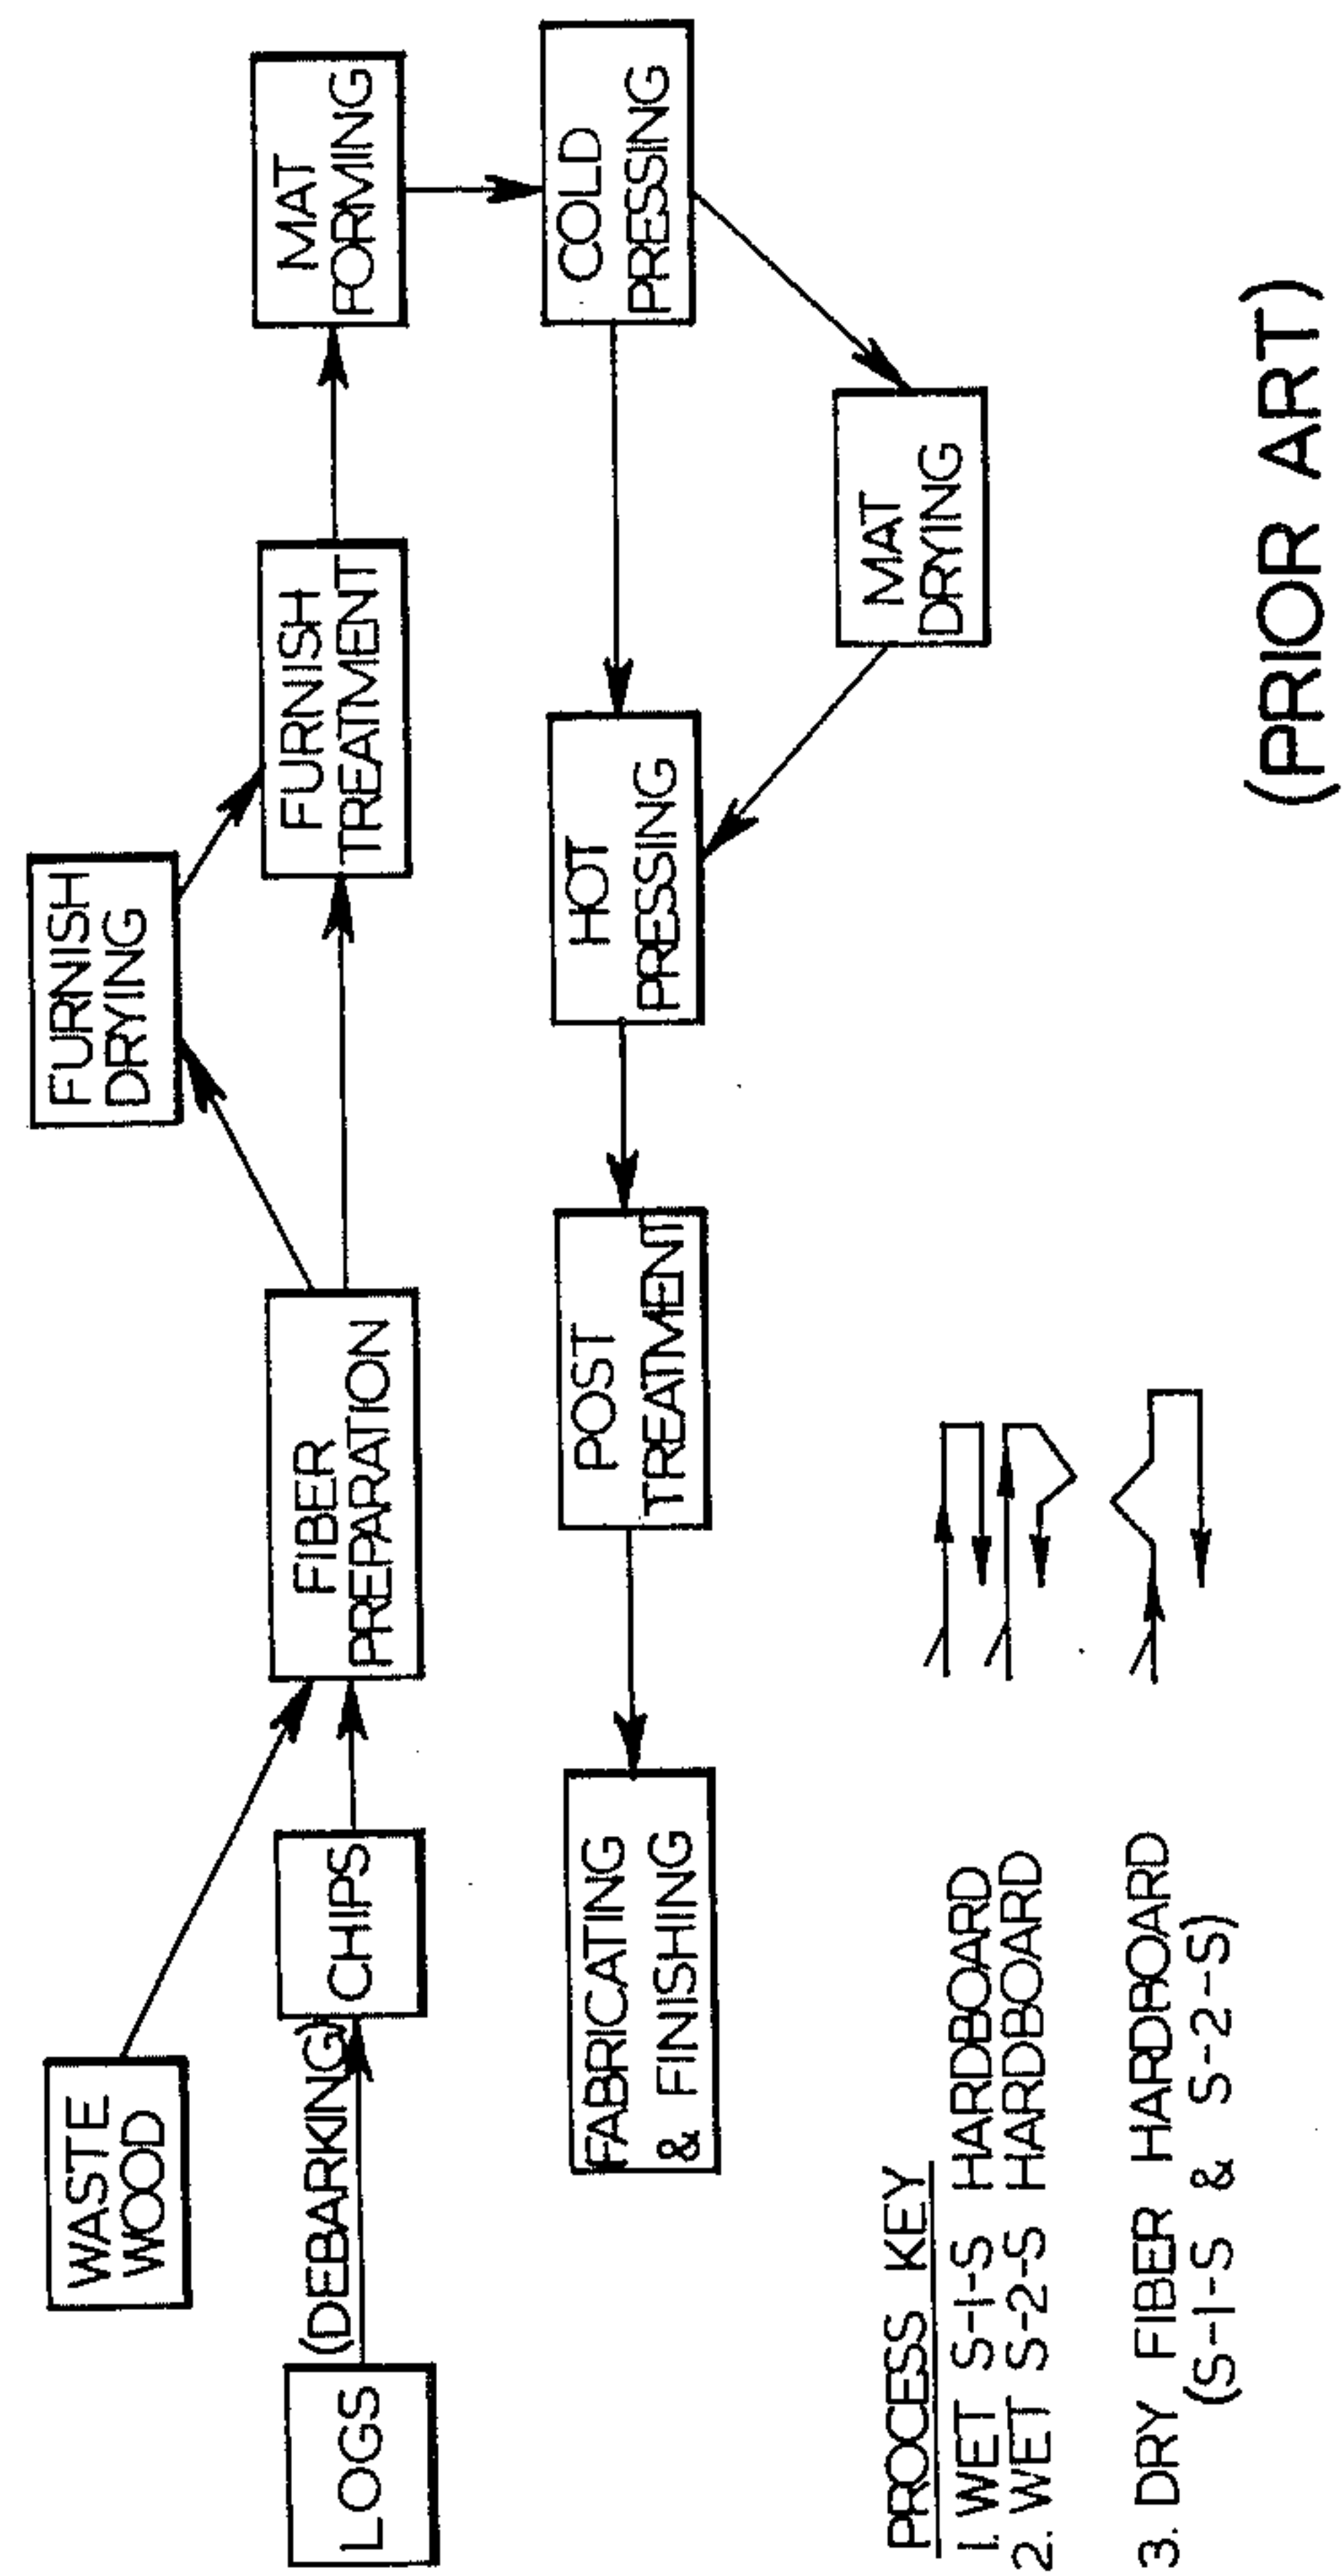 FURNISH
DRYING
WASTE
WOOD
MAT
FORMING
FURNISH
TREATMENT
FIBER
PREPARATION
CHIPS
(DEBARKING)
LOGS
COLD
PRESSING
HOT
PRESSING
POST
TREATMENT
FABRICATING
& FINISHING
MAT
DRYING
PROCESS KEY
1. WET S-1-S HARDBOARD
2. WET S-2-S HARDBOARD
3. DRY FIBER HARDBOARD
(S-1-S & S-2-S)
(PRIOR ART)